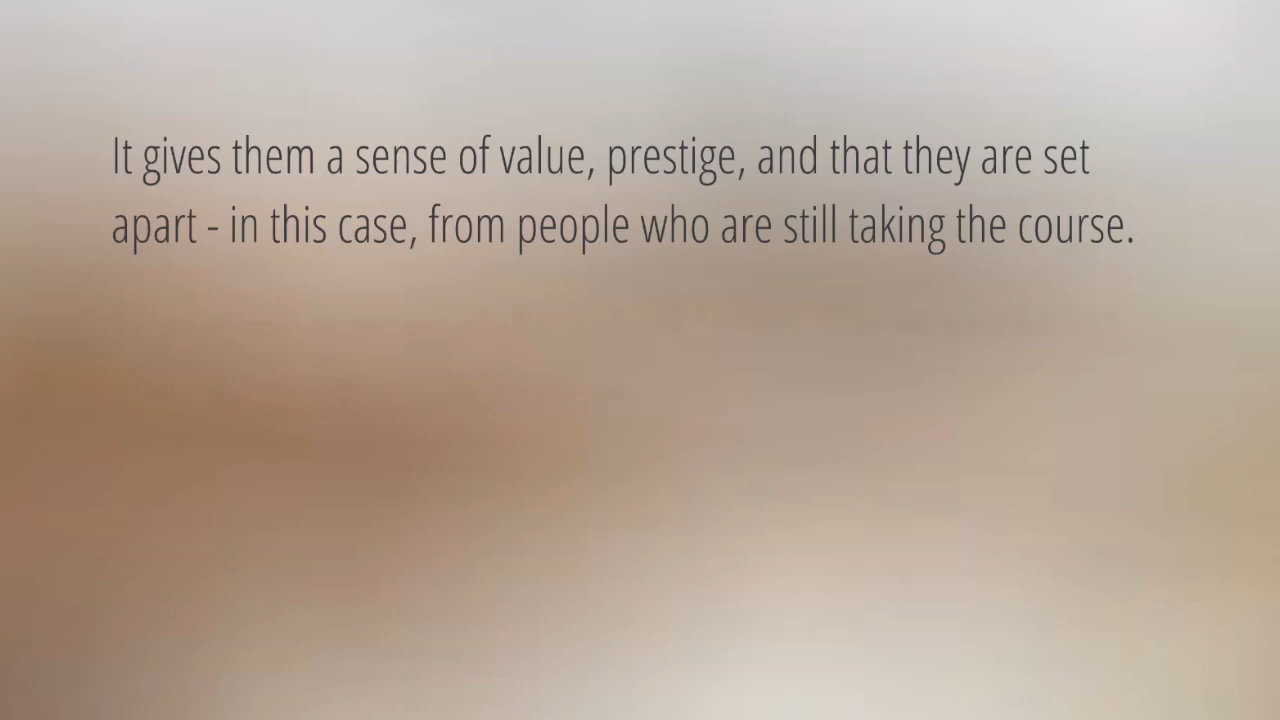 It gives them a sense of value, prestige, and that they are set
apart - in this case, from people who are still taking the course.